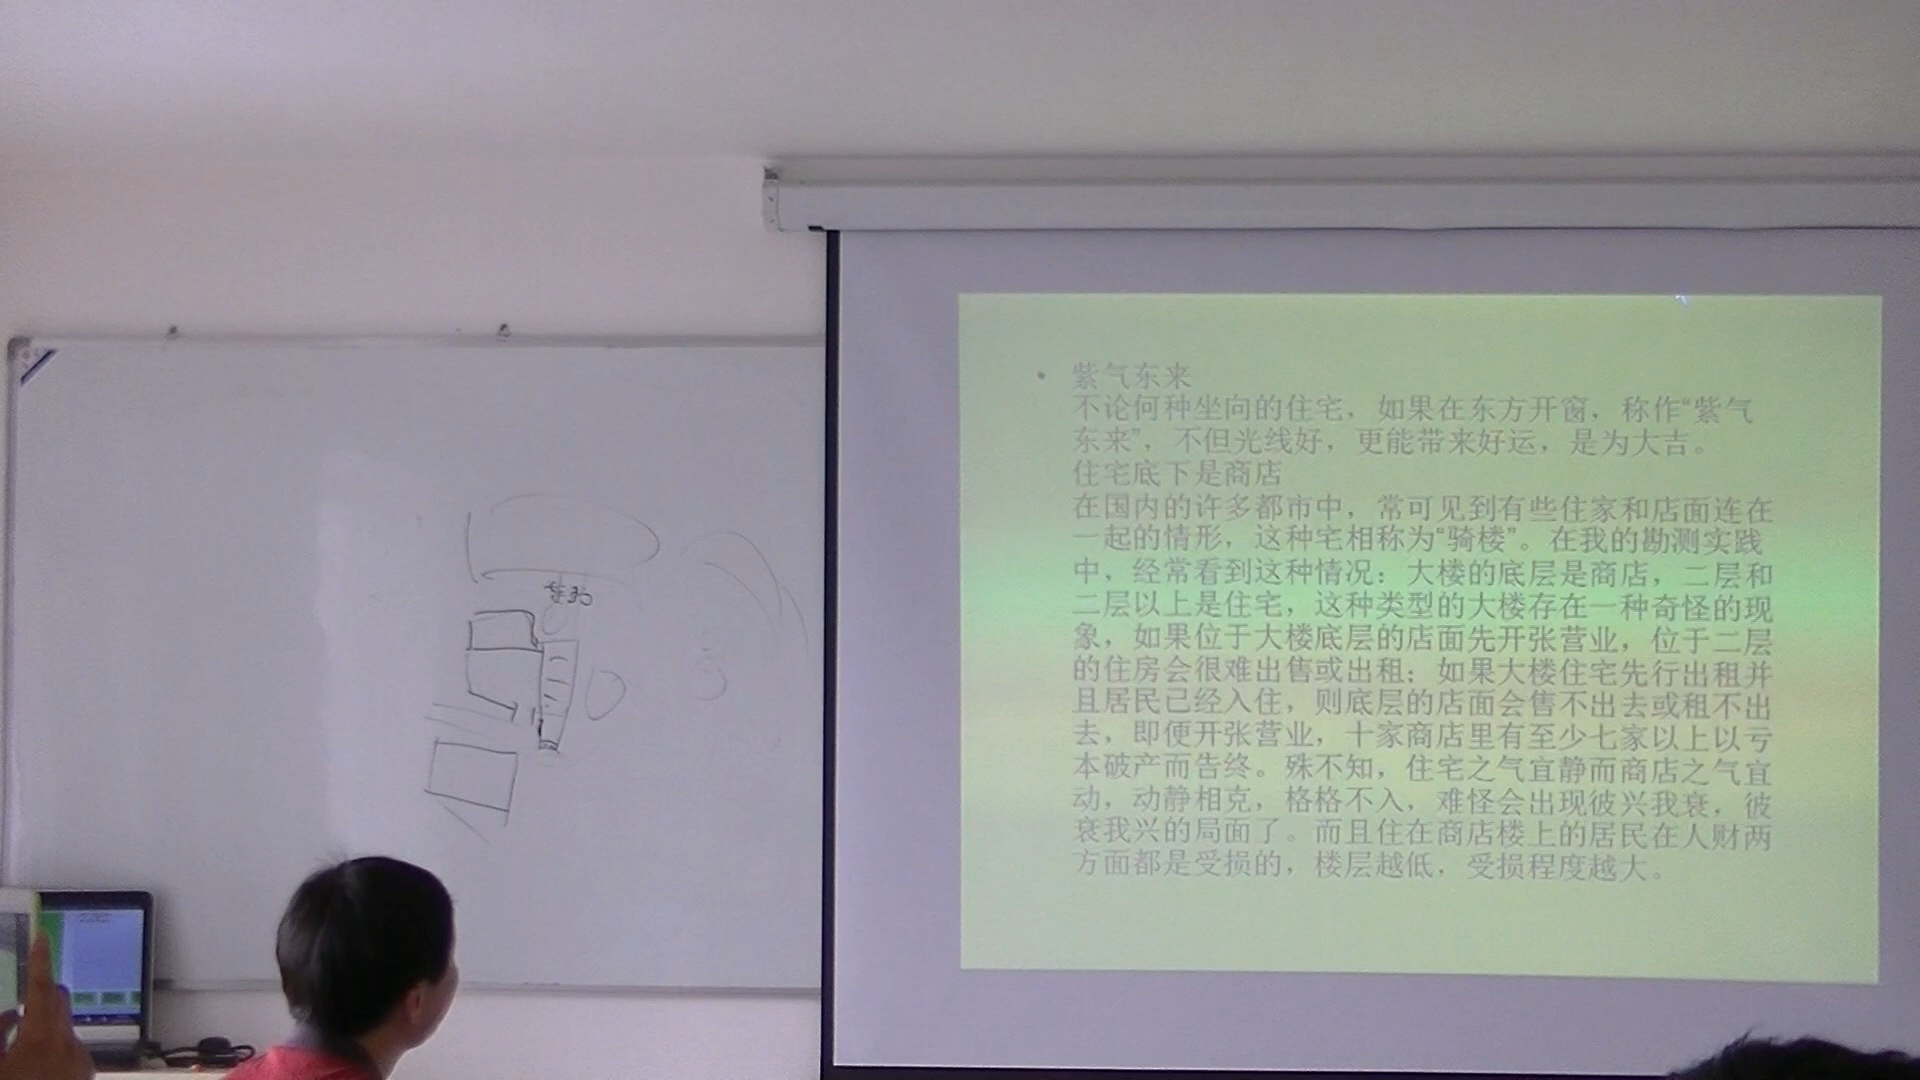 • 紫气东来
不论何种坐向的住宅，如果在东方开窗，称作“紫气
东来”，不但光线好，更能带来好运，是为大吉。
住宅底下是商店
在国内的许多都市中，常可见到有些住家和店面连在
一起的情形，这种宅相称为“骑楼”。在我的勘测实践
中，经常看到这种情况：大楼的底层是商店，二层和
二层以上是住宅，这种类型的大楼存在一种奇怪的现
象，如果位于大楼底层的店面先开张营业，位于二层
的住房会很难出售或出租；如果大楼住宅先行出租并
且居民已经入住，则底层的店面会售不出去或租不出
去，即便开张营业，十家商店里有至少七家以上以亏
本破产而告终。殊不知，住宅之气宜静而商店之气宜
动，动静相克，格格不入，难怪会出现彼兴我衰，彼
衰我兴的局面了。而且住在商店楼上的居民在人财两
方面都是受损的，楼层越低，受损程度越大。